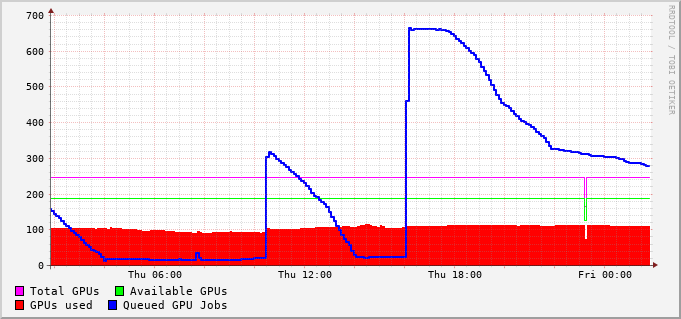 700
600
500
400
300
200
100
0
Thu 06:00 Thu 12:00 Thu 18:00 Fri 00:00
Total GPUs Available GPUs
GPUs used Queued GPU Jobs
RRDTOOL / TOBI OETIKER